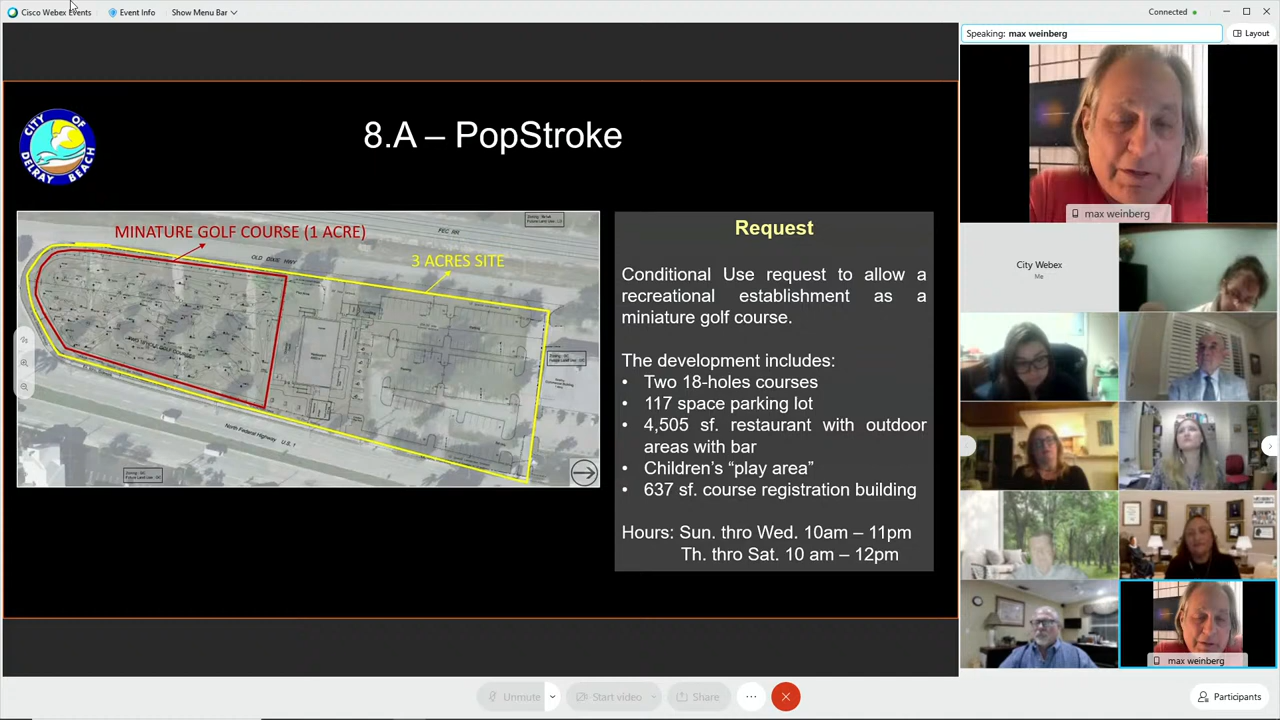 Cisco Webex Events
Event Info
Show Menu Bar
Connected
Speaking: max weinberg
Layout
CITY OF
DELRAY BEACH
8.A – PopStroke
max weinberg
MINATURE GOLF COURSE (1 ACRE)
FEC RR
OLD DIXIE HWY
3 ACRES SITE
North Federal Highway U.S. 1
Request
Conditional Use request to allow a
recreational establishment as a
miniature golf course.
The development includes:
• Two 18-holes courses
• 117 space parking lot
• 4,505 sf. restaurant with outdoor
areas with bar
• Children's “play area”
• 637 sf. course registration building
Hours: Sun. thro Wed. 10am – 11pm
Th. thro Sat. 10 am – 12pm
City Webex
Me
max weinberg
Unmute
Start video
Share
Participants